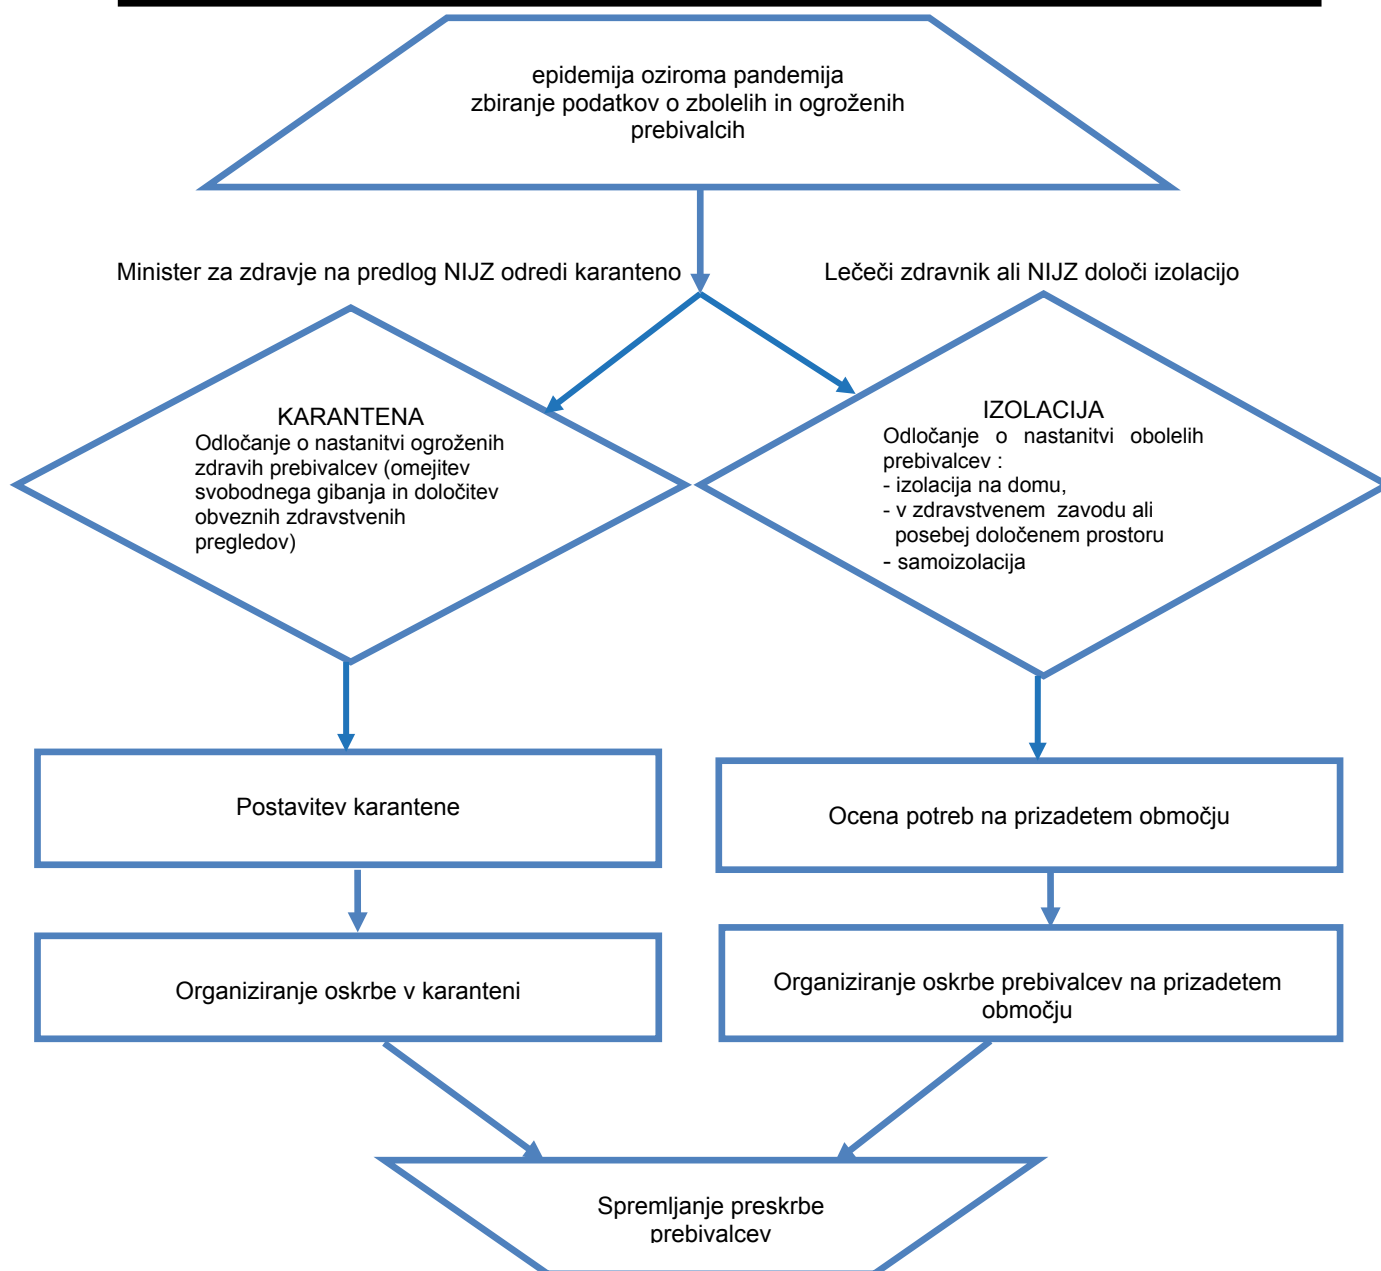 epidemija oziroma pandemija
zbiranje podatkov o zbolelih in ogroženih
prebivalcih
Minister za zdravje na predlog NIJZ odredi karanteno
Lečeči zdravnik ali NIJZ določi izolacijo
KARANTENA
Odločanje o nastanitvi ogroženih
zdravih prebivalcev (omejitev
svobodnega gibanja in določitev
obveznih zdravstvenih
pregledov)
IZOLACIJA
Odločanje o nastanitvi obolelih
prebivalcev :
- izolacija na domu,
- v zdravstvenem zavodu ali
posebej določenem prostoru
- samoizolacija
Postavitev karantene
Ocena potreb na prizadetem območju
Organiziranje oskrbe v karanteni
Organiziranje oskrbe prebivalcev na prizadetem
območju
Spremljanje preskrbe
prebivalcev